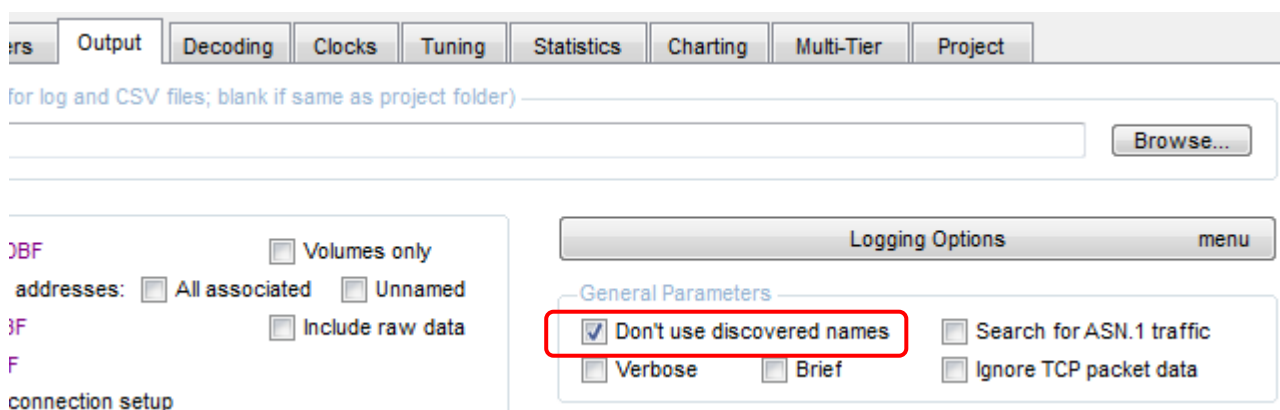 ers Output Decoding Clocks Tuning Statistics Charting Multi-Tier Project
for log and CSV files; blank if same as project folder)
Browse...
DBF Volumes only
addresses: All associated Unnamed
BF Include raw data
F
connection setup
Logging Options menu
General Parameters
Don't use discovered names Search for ASN.1 traffic
Verbose Brief Ignore TCP packet data